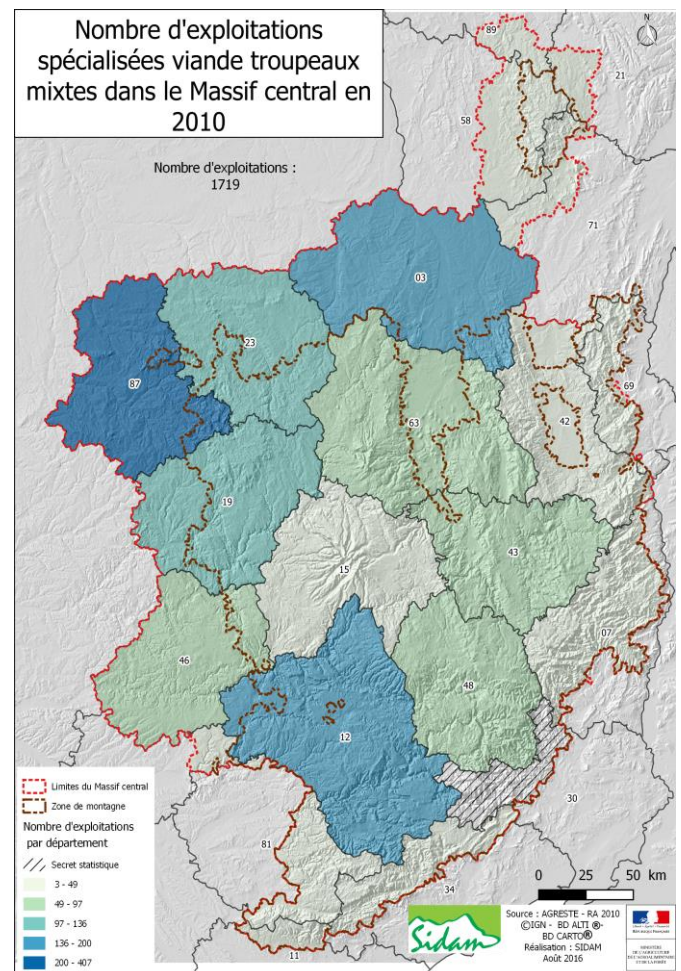 Nombre d'exploitations
spécialisées viande troupeaux
mixtes dans le Massif central en
2010
N
Nombre d'exploitations :
1719
89
21
58
71
03
23
87
69
42
63
19
43
15
07
46
48
12
30
81
34
11
Limites du Massif central
Zone de montagne
Nombre d'exploitations
par département
Secret statistique
3 - 49
49 - 97
97 - 136
136 - 200
200 - 407
0 25 50 km
Sidam
Source : AGRESTE - RA 2010
©IGN - BD ALTI ®-
BD CARTO®
Réalisation : SIDAM
Août 2016